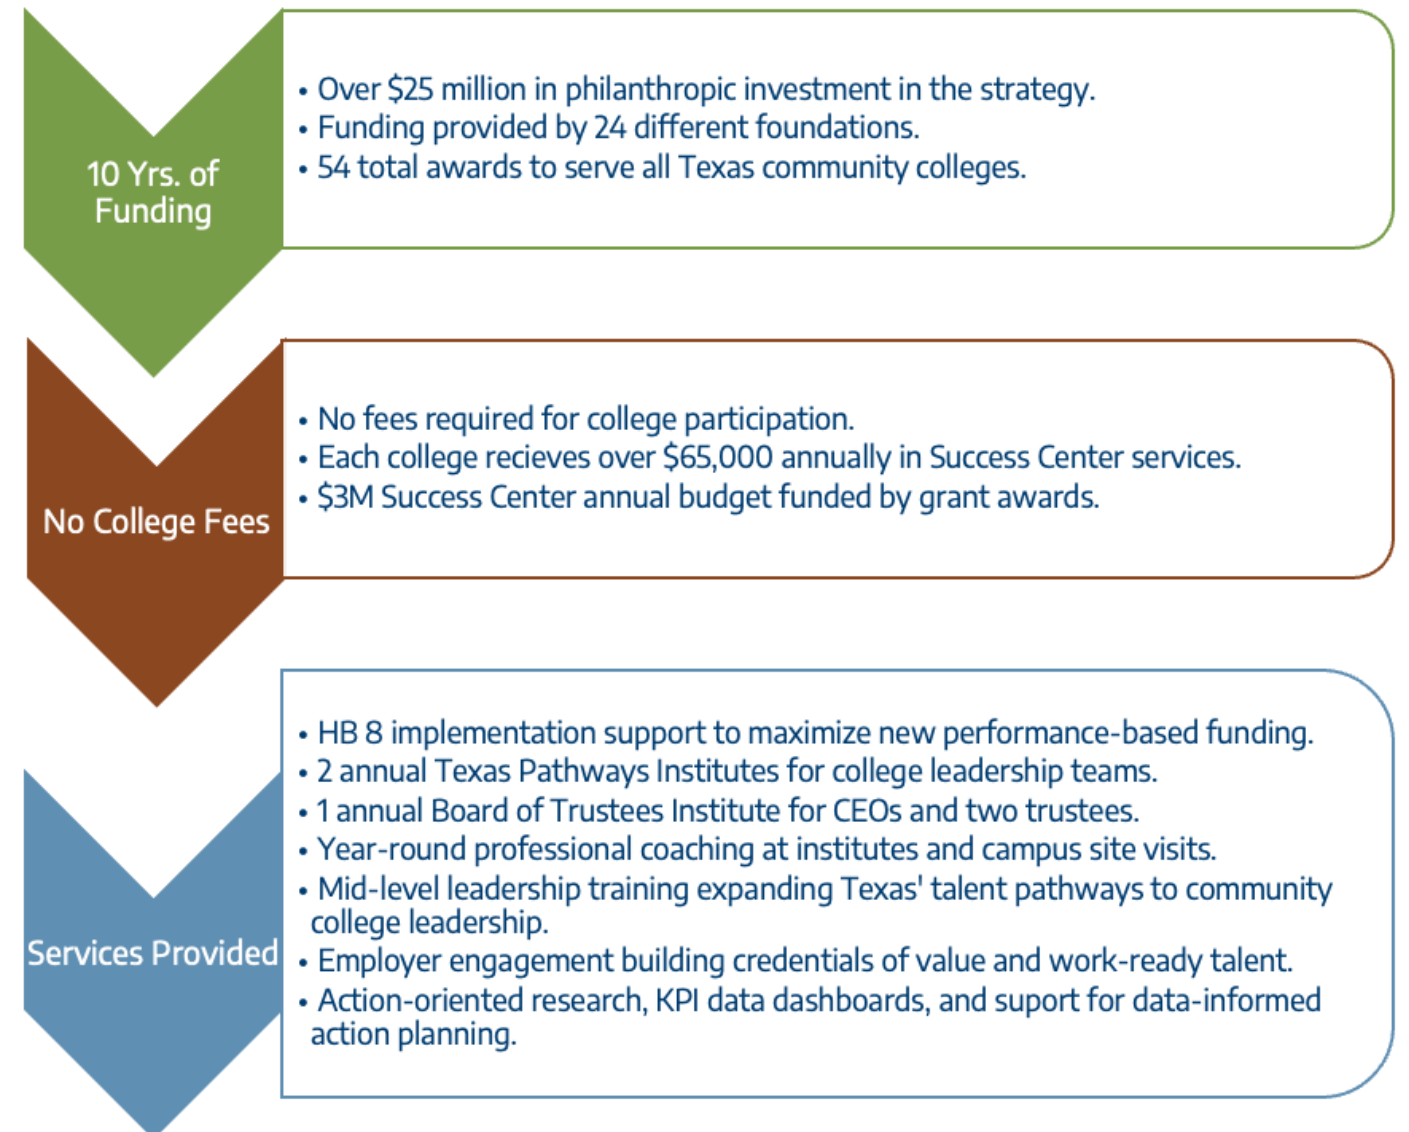 10 Yrs. of
Funding
• Over $25 million in philanthropic investment in the strategy.
• Funding provided by 24 different foundations.
• 54 total awards to serve all Texas community colleges.
No College Fees
• No fees required for college participation.
• Each college recieves over $65,000 annually in Success Center services.
• $3M Success Center annual budget funded by grant awards.
Services Provided
• HB 8 implementation support to maximize new performance-based funding.
• 2 annual Texas Pathways Institutes for college leadership teams.
• 1 annual Board of Trustees Institute for CEOs and two trustees.
• Year-round professional coaching at institutes and campus site visits.
• Mid-level leadership training expanding Texas' talent pathways to community
college leadership.
• Employer engagement building credentials of value and work-ready talent.
• Action-oriented research, KPI data dashboards, and suport for data-informed
action planning.